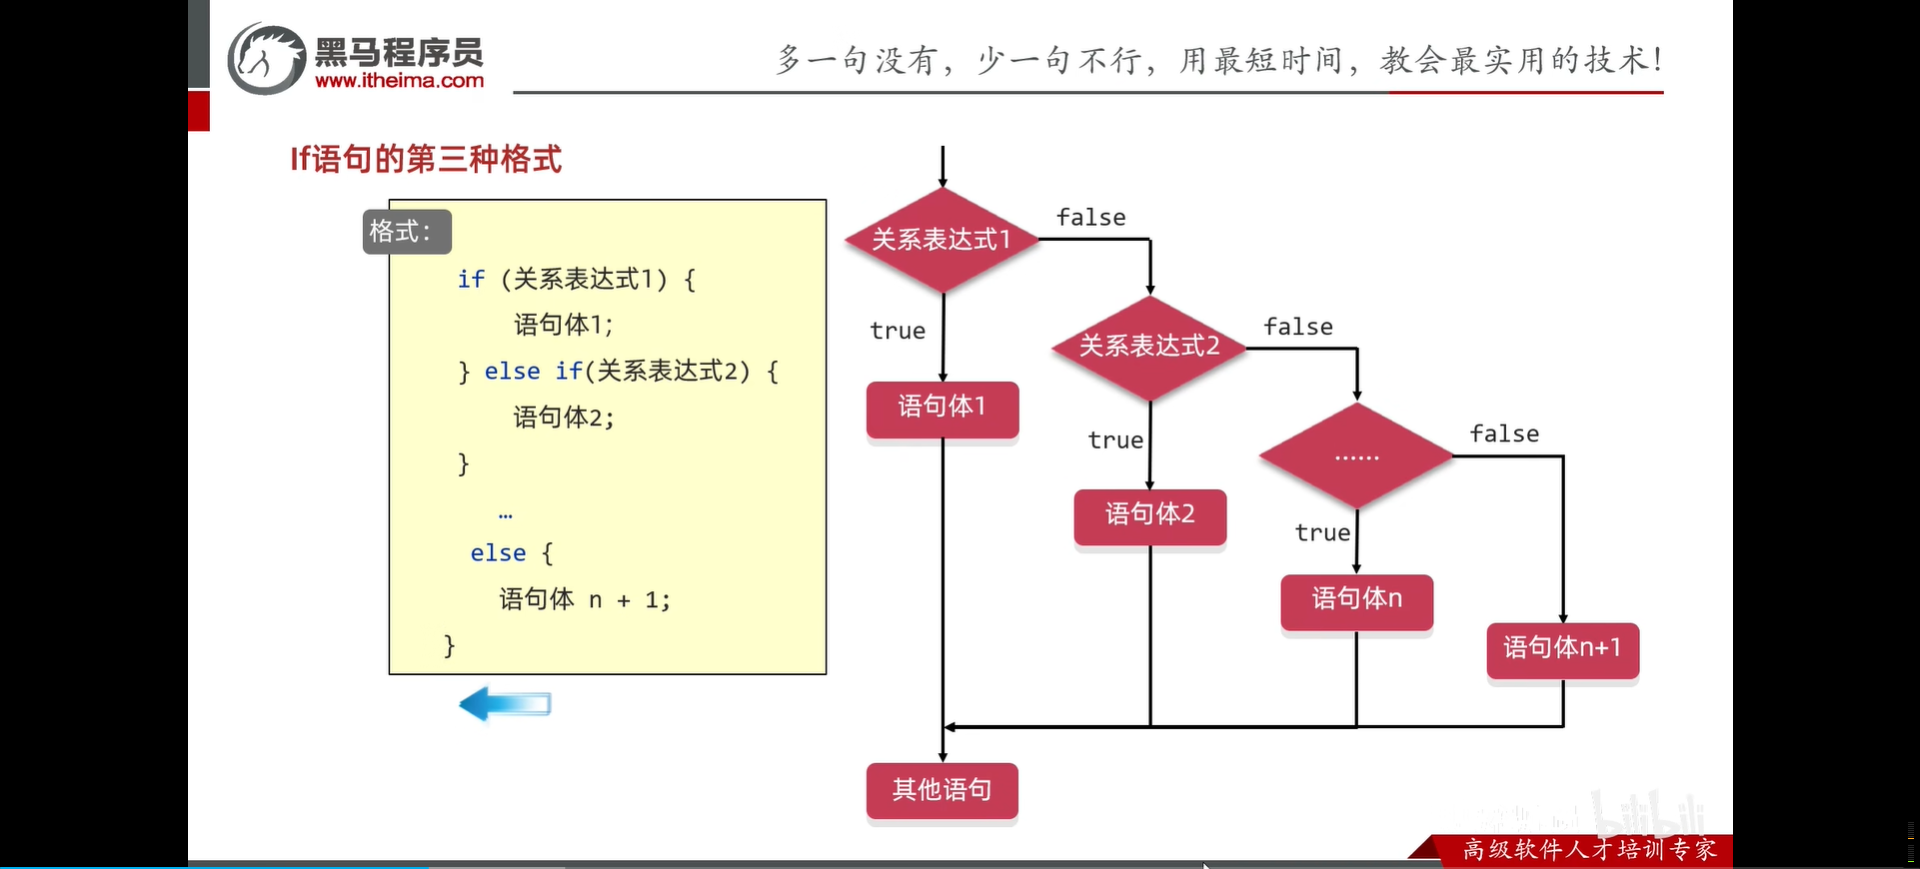 黑马程序员
www.itheima.com
多一句没有，少一句不行，用最短时间，教会最实用的技术！
If语句的第三种格式
格式：
if (关系表达式1) {
语句体1;
} else if(关系表达式2) {
语句体2;
}
…
else {
语句体 n + 1;
}
关系表达式1
false
true
语句体1
关系表达式2
false
true
语句体2
······
false
true
语句体n
语句体n+1
其他语句
bilibili
高级软件人才培训专家